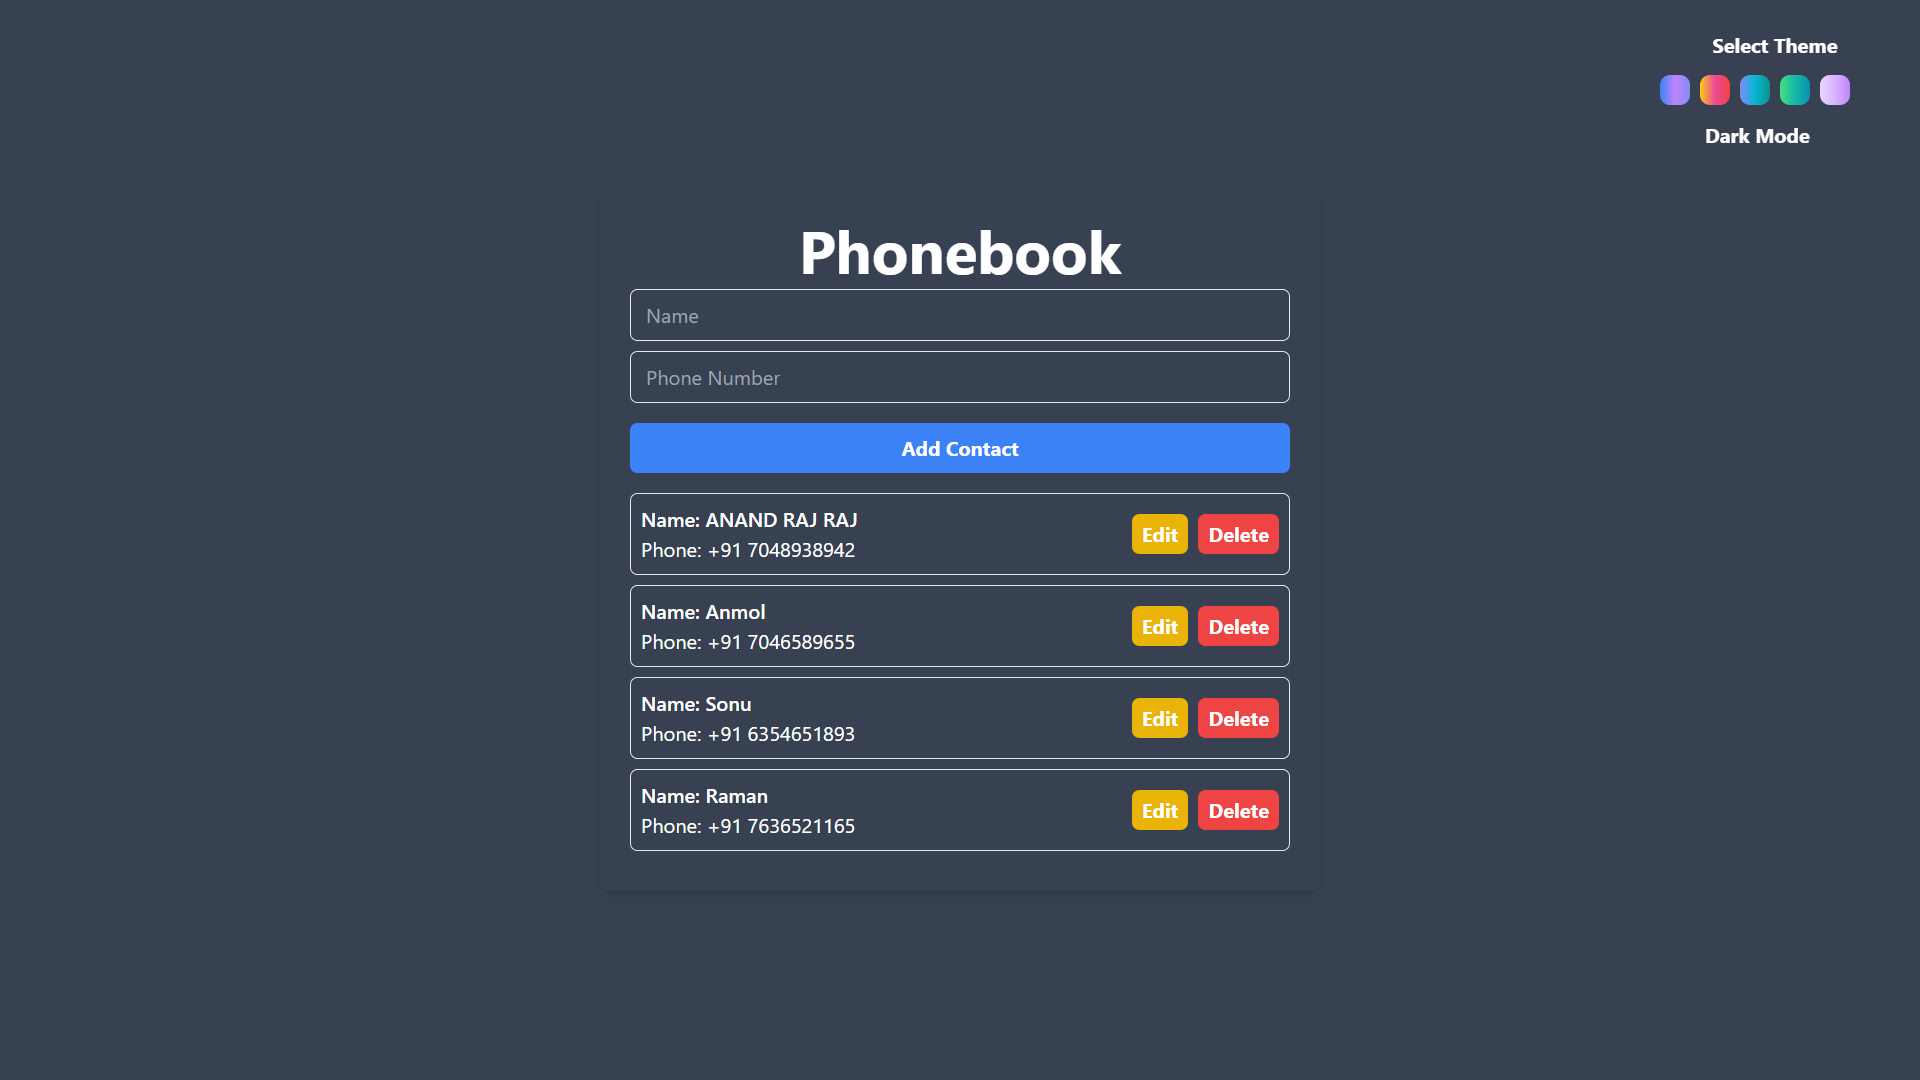 Select Theme
Dark Mode
Phonebook
Name
Phone Number
Add Contact
Name: ANAND RAJ RAJ
Phone: +91 7048938942
Edit Delete
Name: Anmol
Phone: +91 7046589655
Edit Delete
Name: Sonu
Phone: +91 6354651893
Edit Delete
Name: Raman
Phone: +91 7636521165
Edit Delete